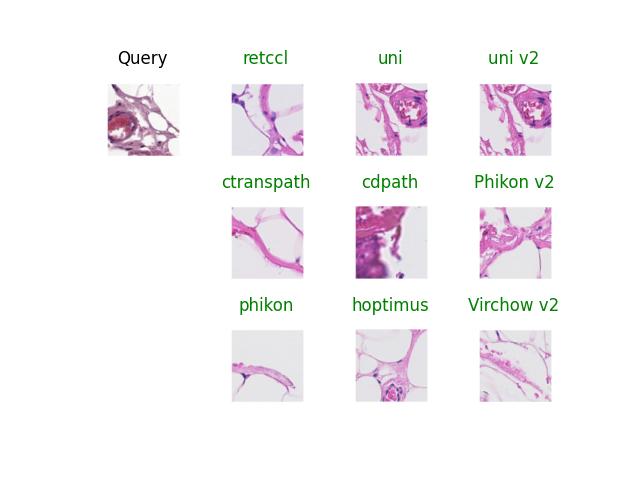 Query retccl uni uni v2
ctranspath cdpath Phikon v2
phikon hoptimus Virchow v2